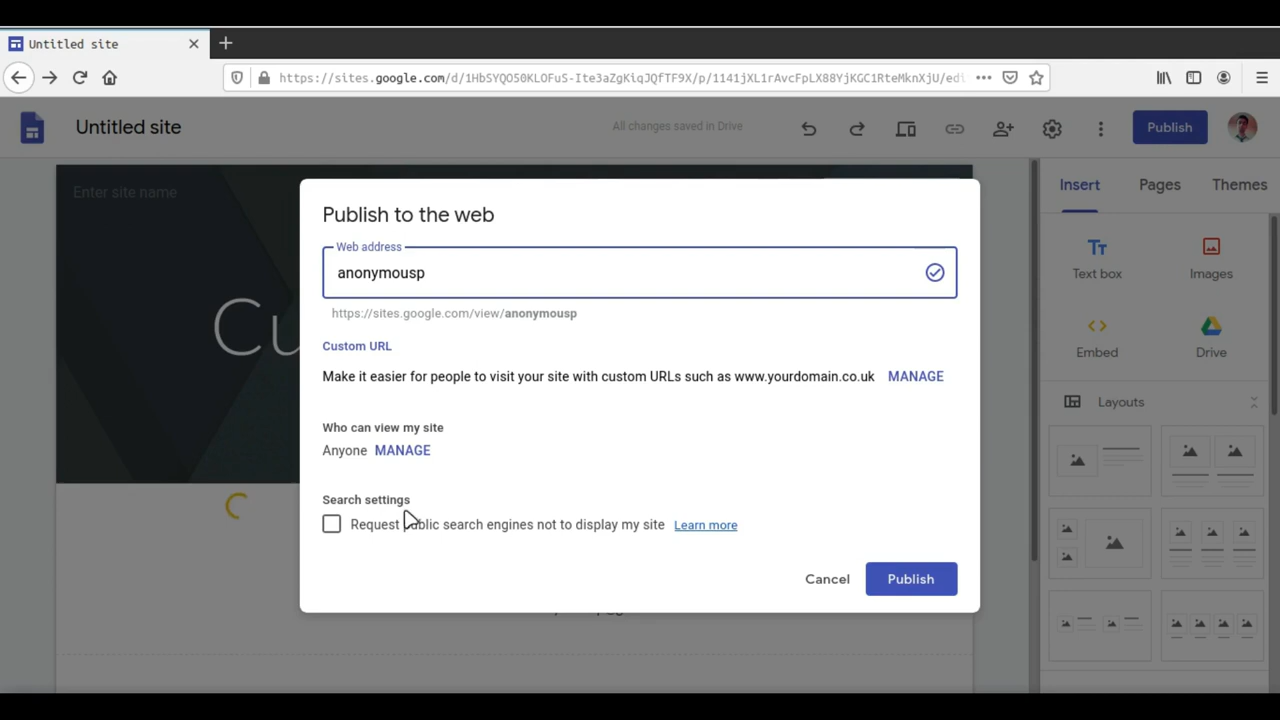 Untitled site
https://sites.google.com/d/1HbSYQO50KLOFuS-Ite3aZgKiqJQfTF9X/p/1141jXL1rAvcFpLX88YjKGC1RteMknXjU/edi
Untitled site
All changes saved in Drive
Publish
Enter site name
Insert
Pages
Themes
Publish to the web
Web address
anonymousp
https://sites.google.com/view/anonymousp
Custom URL
Make it easier for people to visit your site with custom URLs such as www.yourdomain.co.uk MANAGE
Who can view my site
Anyone MANAGE
Search settings
Request public search engines not to display my site Learn more
Cancel
Publish
Cu
Text box
Images
Embed
Drive
Layouts